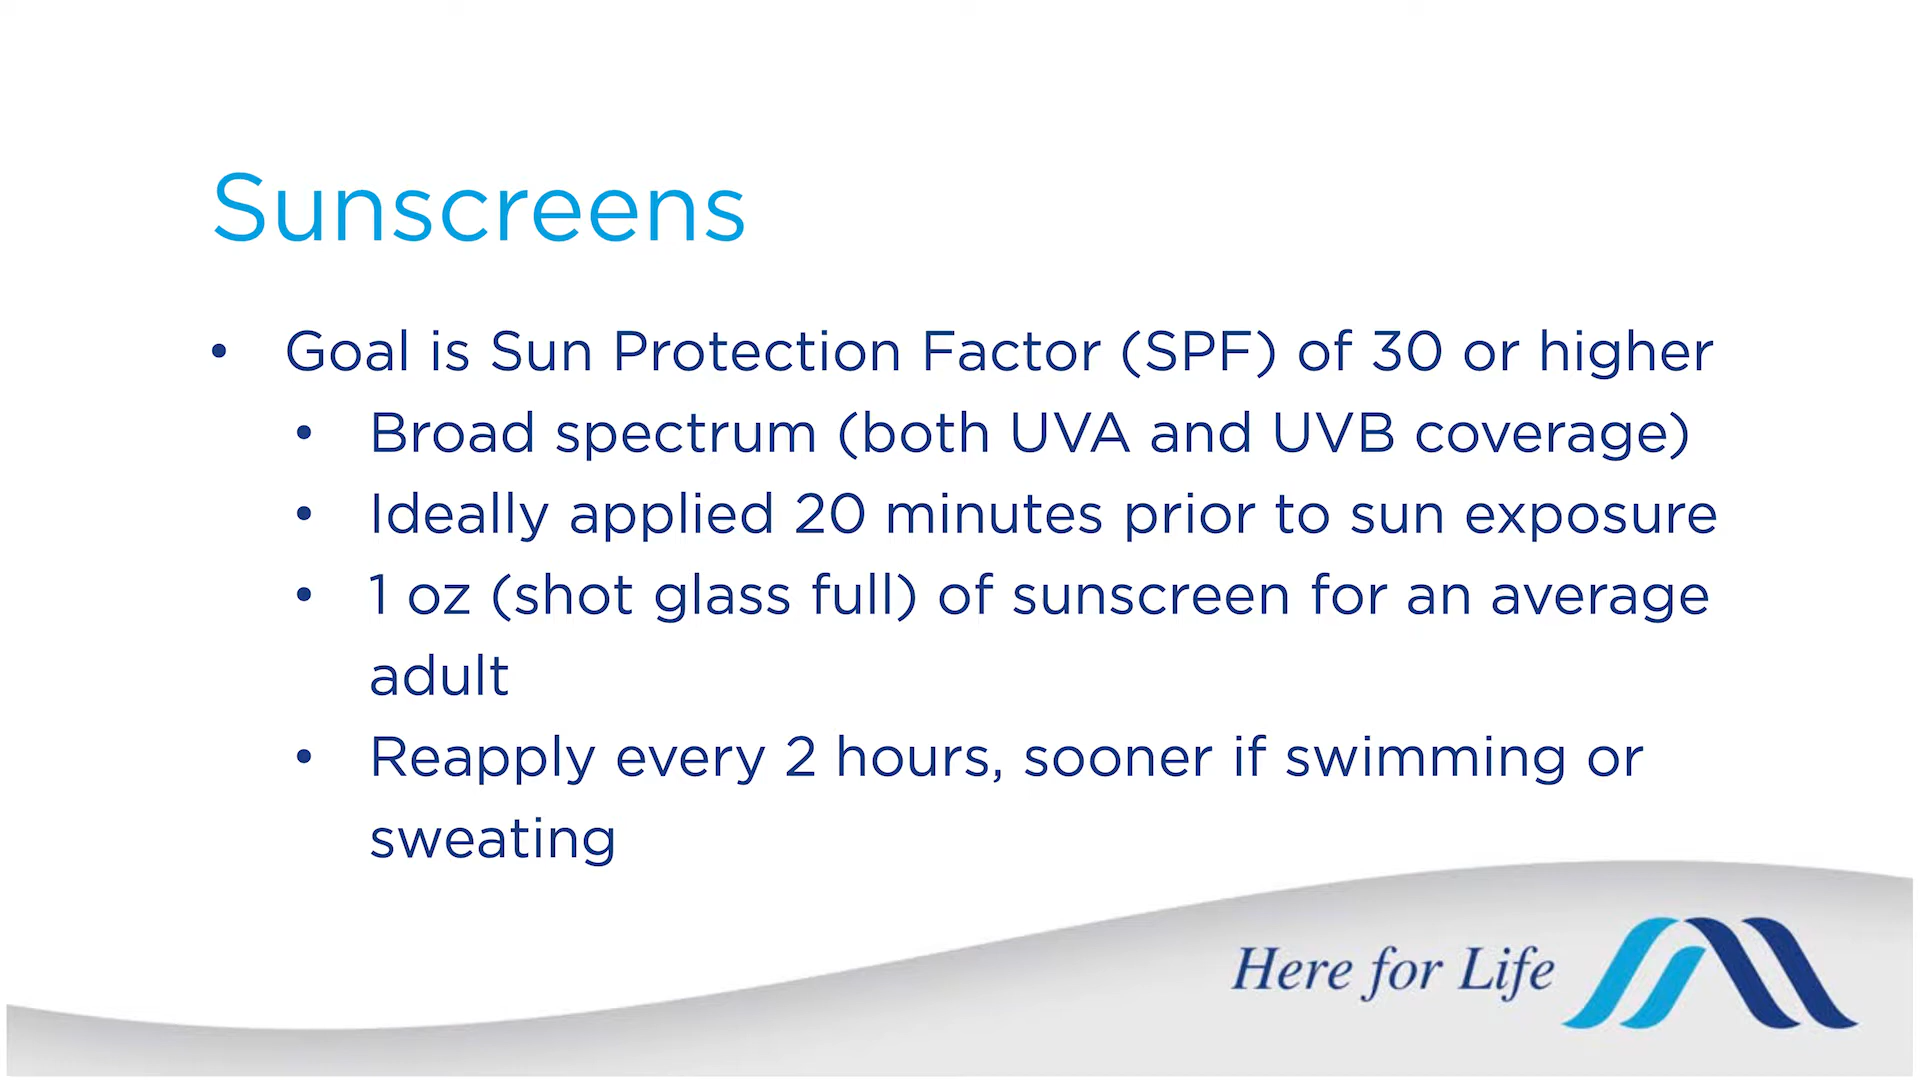 Sunscreens
• Goal is Sun Protection Factor (SPF) of 30 or higher
• Broad spectrum (both UVA and UVB coverage)
• Ideally applied 20 minutes prior to sun exposure
• 1 oz (shot glass full) of sunscreen for an average
adult
• Reapply every 2 hours, sooner if swimming or
sweating
Here for Life